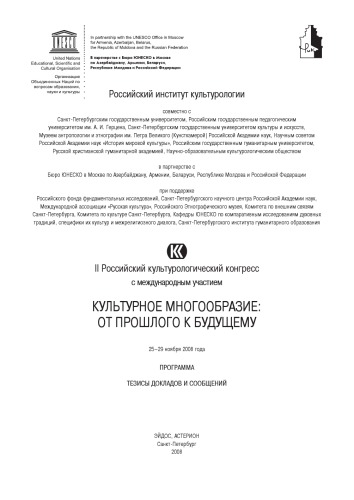 United Nations
Educational, Scientific and
Cultural Organization
Организация
Объединенных Наций по
вопросам образования,
науки и культуры
In partnership with the UNESCO Office in Moscow
for Armenia, Azerbaijan, Belarus,
the Republic of Moldova and the Russian Federation
В партнерстве с Бюро ЮНЕСКО в Москве
по Азербайджану, Армении, Беларуси,
Республике Молдова и Российской Федерации
Российский институт культурологии
совместно с
Санкт-Петербургским государственным университетом, Российским государственным педагогическим
университетом им. А. И. Герцена, Санкт-Петербургским государственным университетом культуры и искусств,
Музеем антропологии и этнографии им. Петра Великого (Кунсткамерой) Российской Академии наук, Научным советом
Российской Академии наук «История мировой культуры», Российским государственным гуманитарным университетом,
Русской христианской гуманитарной академией, Научно-образовательным культурологическим обществом
в партнерстве с
Бюро ЮНЕСКО в Москве по Азербайджану, Армении, Беларуси, Республике Молдова и Российской Федерации
при поддержке
Российского фонда фундаментальных исследований, Санкт-Петербургского научного центра Российской Академии наук,
Международной ассоциации «Русская культура», Российского Этнографического музея, Комитета по внешним связям
Санкт-Петербурга, Комитета по культуре Санкт-Петербурга, Кафедры ЮНЕСКО по компаративным исследованиям духовных
традиций, специфики их культур и межрелигиозного диалога, Санкт-Петербургского института гуманитарного образования
II Российский культурологический конгресс
с международным участием
КУЛЬТУРНОЕ МНОГООБРАЗИЕ:
ОТ ПРОШЛОГО К БУДУЩЕМУ
25–29 ноября 2008 года
ПРОГРАММА
ТЕЗИСЫ ДОКЛАДОВ И СООБЩЕНИЙ
ЭЙДОС, АСТЕРИОН
Санкт-Петербург
2008